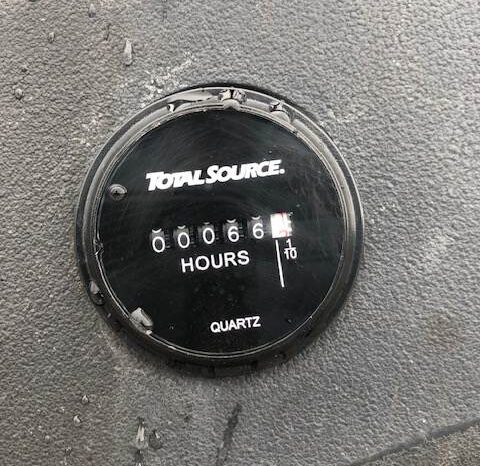 TOTAL SOURCE.
00066
HOURS
1
10
QUARTZ